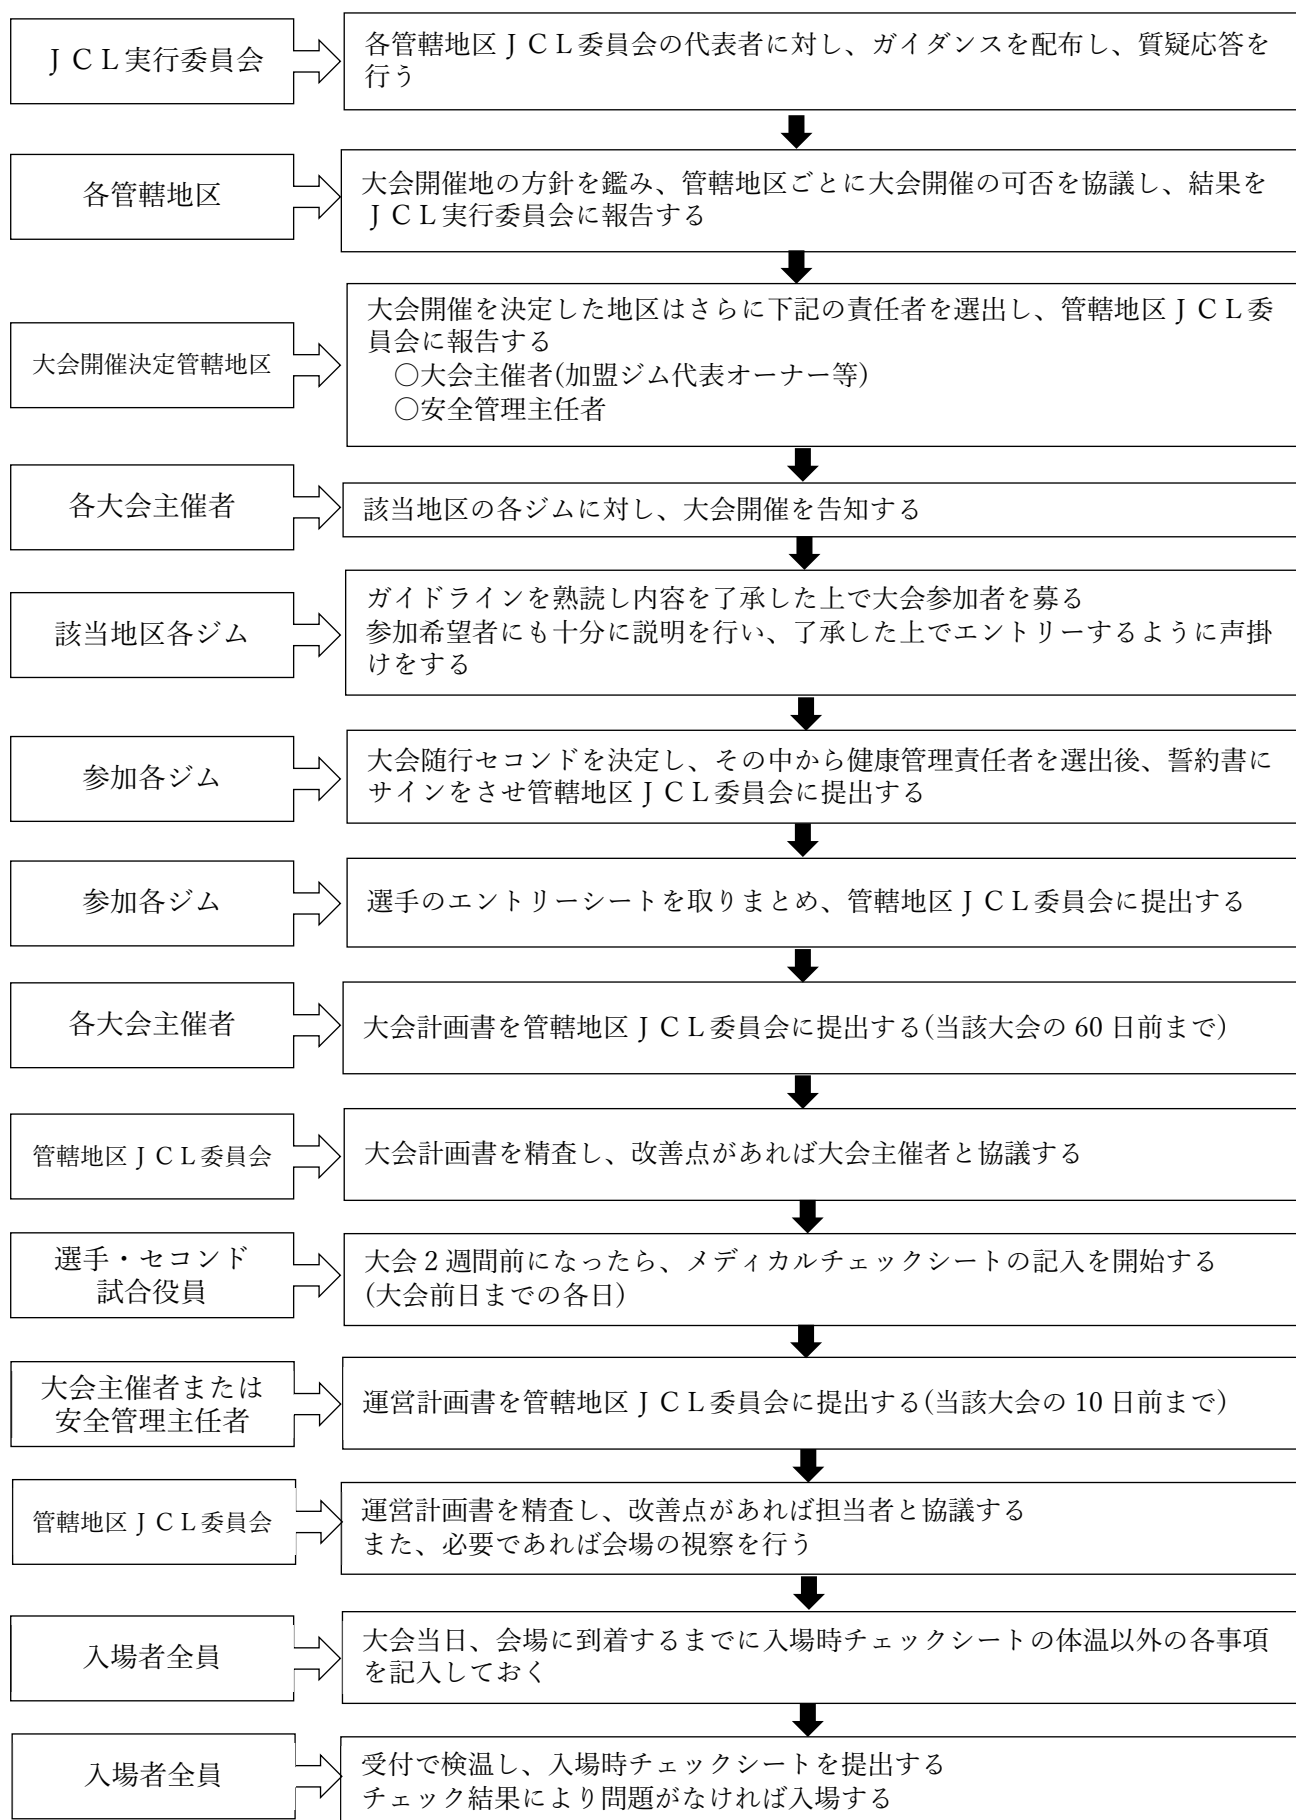 ＪＣＬ実行委員会
各管轄地区ＪＣＬ委員会の代表者に対し、ガイダンスを配布し、質疑応答を
行う
各管轄地区
大会開催地の方針を鑑み、管轄地区ごとに大会開催の可否を協議し、結果を
ＪＣＬ実行委員会に報告する
大会開催決定管轄地区
大会開催を決定した地区はさらに下記の責任者を選出し、管轄地区ＪＣＬ委
員会に報告する
○大会主催者(加盟ジム代表オーナー等)
○安全管理主任者
各大会主催者
該当地区の各ジムに対し、大会開催を告知する
該当地区各ジム
ガイドラインを熟読し内容を了承した上で大会参加者を募る
参加希望者にも十分に説明を行い、了承した上でエントリーするように声掛
けをする
参加各ジム
大会随行セコンドを決定し、その中から健康管理責任者を選出後、誓約書に
サインをさせ管轄地区ＪＣＬ委員会に提出する
参加各ジム
選手のエントリーシートを取りまとめ、管轄地区ＪＣＬ委員会に提出する
各大会主催者
大会計画書を管轄地区ＪＣＬ委員会に提出する(当該大会の 60 日前まで)
管轄地区ＪＣＬ委員会
大会計画書を精査し、改善点があれば大会主催者と協議する
選手・セコンド
試合役員
大会２週間前になったら、メディカルチェックシートの記入を開始する
(大会前日までの各日)
大会主催者または
安全管理主任者
運営計画書を管轄地区ＪＣＬ委員会に提出する(当該大会の 10 日前まで)
管轄地区ＪＣＬ委員会
運営計画書を精査し、改善点があれば担当者と協議する
また、必要であれば会場の視察を行う
入場者全員
大会当日、会場に到着するまでに入場時チェックシートの体温以外の各事項
を記入しておく
入場者全員
受付で検温し、入場時チェックシートを提出する
チェック結果により問題がなければ入場する